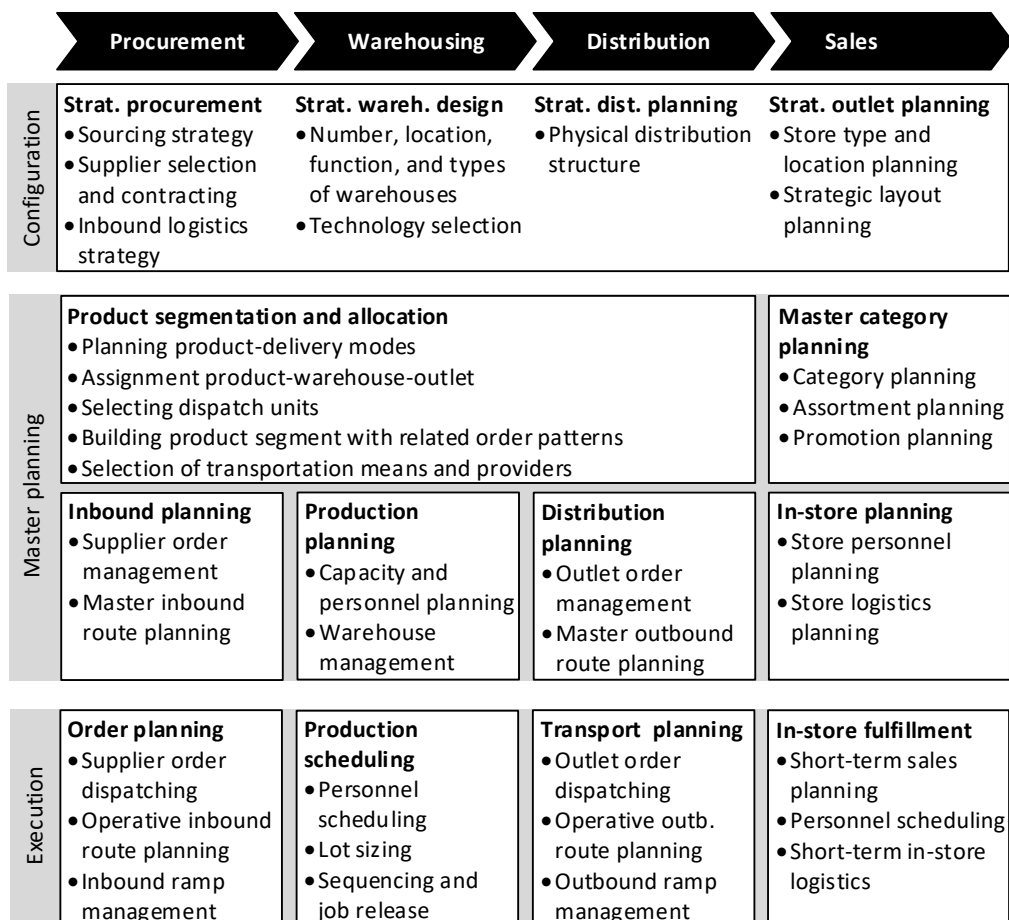 Procurement
Warehousing
Distribution
Sales
Configuration
Strat. procurement
• Sourcing strategy
• Supplier selection
and contracting
• Inbound logistics
strategy
Strat. wareh. design
• Number, location,
function, and types
of warehouses
• Technology selection
Strat. dist. planning
• Physical distribution
structure
Strat. outlet planning
• Store type and
location planning
• Strategic layout
planning
Master planning
Product segmentation and allocation
• Planning product-delivery modes
• Assignment product-warehouse-outlet
• Selecting dispatch units
• Building product segment with related order patterns
• Selection of transportation means and providers
Master category
planning
• Category planning
• Assortment planning
• Promotion planning
Inbound planning
• Supplier order
management
• Master inbound
route planning
Production
planning
• Capacity and
personnel planning
• Warehouse
management
Distribution
planning
• Outlet order
management
• Master outbound
route planning
In-store planning
• Store personnel
planning
• Store logistics
planning
Execution
Order planning
• Supplier order
dispatching
• Operative inbound
route planning
• Inbound ramp
management
Production
scheduling
• Personnel
scheduling
• Lot sizing
• Sequencing and
job release
Transport planning
• Outlet order
dispatching
• Operative outb.
route planning
• Outbound ramp
management
In-store fulfillment
• Short-term sales
planning
• Personnel scheduling
• Short-term in-store
logistics